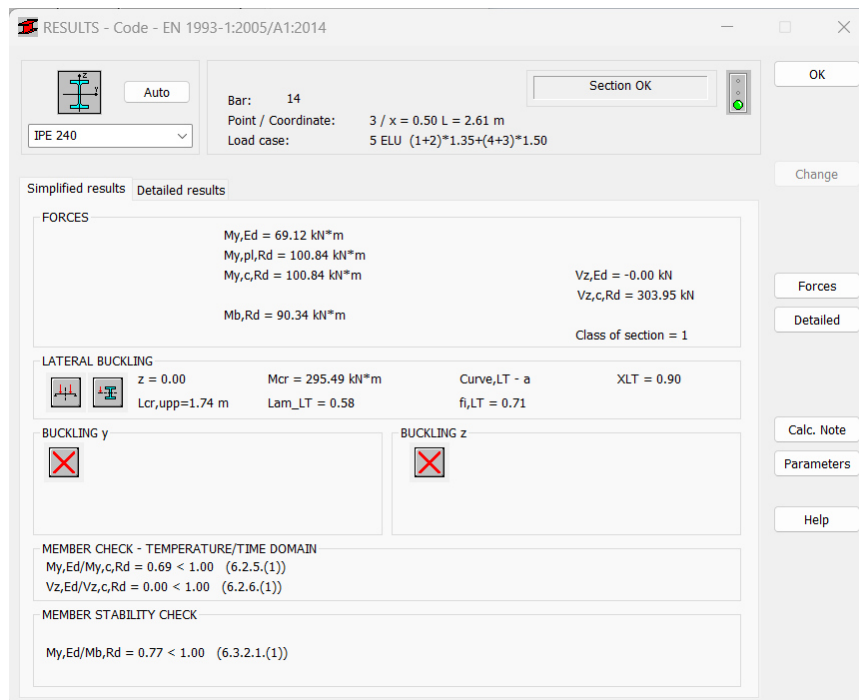 RESULTS - Code - EN 1993-1:2005/A1:2014
z
y
Auto
IPE 240
Bar: 14
Point / Coordinate: 3 / x = 0.50 L = 2.61 m
Load case: 5 ELU (1+2)*1.35+(4+3)*1.50
Section OK
OK
Change
Simplified results Detailed results
FORCES
My,Ed = 69.12 kN*m
My,pl,Rd = 100.84 kN*m
My,c,Rd = 100.84 kN*m
Mb,Rd = 90.34 kN*m
Vz,Ed = -0.00 kN
Vz,c,Rd = 303.95 kN
Class of section = 1
Forces
Detailed
LATERAL BUCKLING
z = 0.00 Mcr = 295.49 kN*m Curve,LT - a XLT = 0.90
Lcr,upp=1.74 m Lam_LT = 0.58 fi,LT = 0.71
BUCKLING y BUCKLING z
Calc. Note
Parameters
Help
MEMBER CHECK - TEMPERATURE/TIME DOMAIN
My,Ed/My,c,Rd = 0.69 < 1.00 (6.2.5.(1))
Vz,Ed/Vz,c,Rd = 0.00 < 1.00 (6.2.6.(1))
MEMBER STABILITY CHECK
My,Ed/Mb,Rd = 0.77 < 1.00 (6.3.2.1.(1))